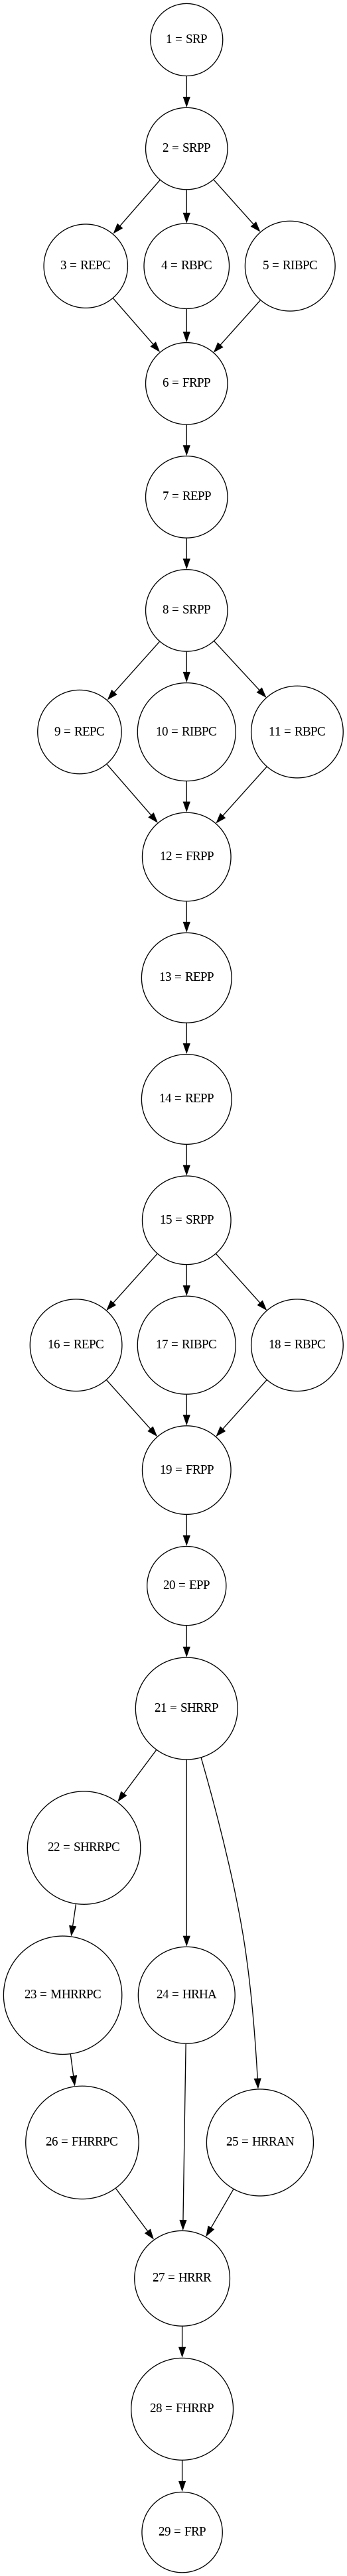 1 = SRP
2 = SRPP
3 = REPC
4 = RBPC
5 = RIBPC
6 = FRPP
7 = REPP
8 = SRPP
9 = REPC
10 = RIBPC
11 = RBPC
12 = FRPP
13 = REPP
14 = REPP
15 = SRPP
16 = REPC
17 = RIBPC
18 = RBPC
19 = FRPP
20 = EPP
21 = SHRRP
22 = SHRRPC
23 = MHRRPC
24 = HRHA
26 = FHRRPC
25 = HRRAN
27 = HRRR
28 = FHRRP
29 = FRP